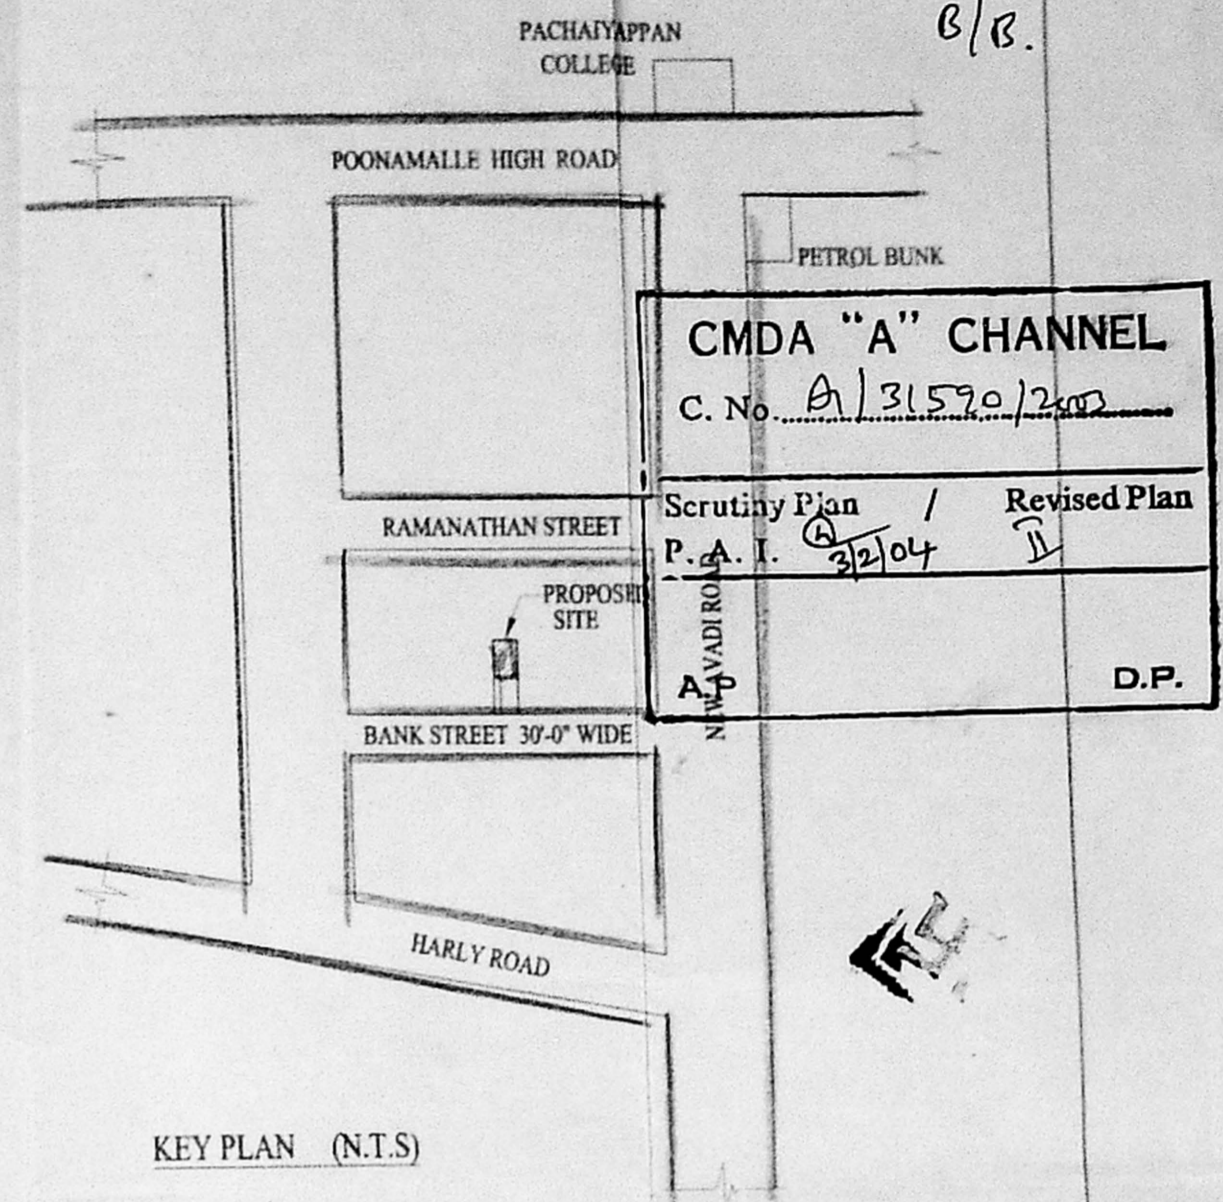 B/B.
PACHAIYAPPAN
COLLEGE
POONAMALLE HIGH ROAD
PETROL BUNK
CMDA "A" CHANNEL
C. No. A1/31590/2003
Scrutiny Plan / Revised Plan
P. A. I. A 3/2/04 II
RAMANATHAN STREET
PROPOSED
SITE
NEW AVADI ROAD
A.P
D.P.
BANK STREET 30'-0" WIDE
HARLY ROAD
KEY PLAN (N.T.S)